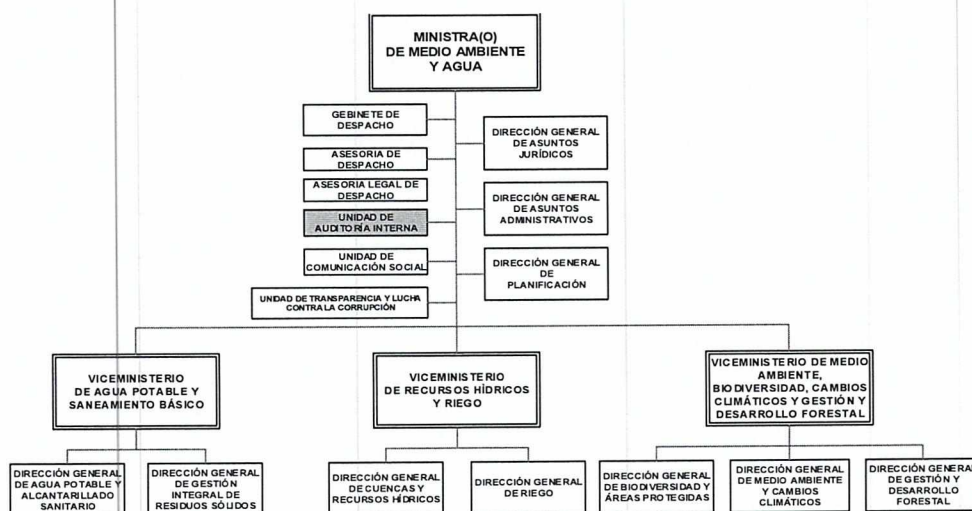 MINISTRA(O)
DE MEDIO AMBIENTE
Y AGUA
GEBINETE DE
DESPACHO
DIRECCIÓN GENERAL
DE ASUNTOS
JURÍDICOS
ASESORIA DE
DESPACHO
ASESORIA LEGAL DE
DESPACHO
DIRECCIÓN GENERAL
DE ASUNTOS
ADMINISTRATIVOS
UNIDAD DE
AUDITORÍA INTERNA
UNIDAD DE
COMUNICACIÓN SOCIAL
DIRECCIÓN GENERAL
DE
PLANIFICACIÓN
UNIDAD DE TRANSPARENCIA Y LUCHA
CONTRA LA CORRUPCIÓN
VICEMINISTERIO
DE AGUA POTABLE Y
SANEAMIENTO BÁSICO
VICEMINISTERIO
DE RECURSOS HÍDRICOS
Y RIEGO
VICEMINISTERIO DE MEDIO
AMBIENTE,
BIODIVERSIDAD, CAMBIOS
CLIMÁTICOS Y GESTIÓN Y
DESARROLLO FORESTAL
DIRECCIÓN GENERAL
DE AGUA POTABLE Y
ALCANTARILLADO
SANITARIO
DIRECCIÓN GENERAL
DE GESTIÓN
INTEGRAL DE
RESIDUOS SÓLIDOS
DIRECCIÓN GENERAL
DE CUENCAS Y
RECURSOS HÍDRICOS
DIRECCIÓN GENERAL
DE RIEGO
DIRECCIÓN GENERAL
DE BIODIVERSIDAD Y
ÁREAS PROTEGIDAS
DIRECCIÓN GENERAL
DE MEDIO AMBIENTE
Y CAMBIOS
CLIMÁTICOS
DIRECCIÓN GENERAL
DE GESTIÓN Y
DESARROLLO
FORESTAL